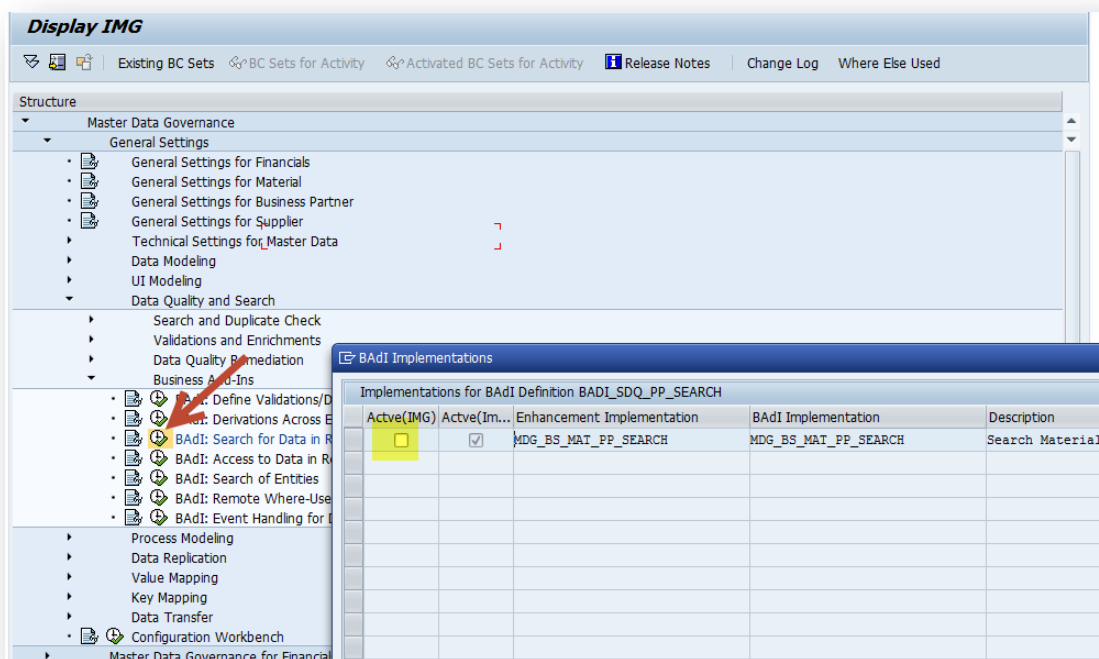 Display IMG
Existing BC Sets BC Sets for Activity Activated BC Sets for Activity Release Notes Change Log Where Else Used
Structure
Master Data Governance
General Settings
General Settings for Financials
General Settings for Material
General Settings for Business Partner
General Settings for Supplier
Technical Settings for Master Data
Data Modeling
UI Modeling
Data Quality and Search
Search and Duplicate Check
Validations and Enrichments
Data Quality Remediation
Business Add-Ins
BAdI: Define Validations/D
BAdI: Derivations Across E
BAdI: Search for Data in R
BAdI: Access to Data in Re
BAdI: Search of Entities
BAdI: Remote Where-Use
BAdI: Event Handling for
Process Modeling
Data Replication
Value Mapping
Key Mapping
Data Transfer
Configuration Workbench
Master Data Governance for Financial
BAdI Implementations
Implementations for BAdI Definition BADI_SDQ_PP_SEARCH
Actve(IMG) Actve(Im... Enhancement Implementation BAdI Implementation Description
MDG_BS_MAT_PP_SEARCH MDG_BS_MAT_PP_SEARCH Search Material